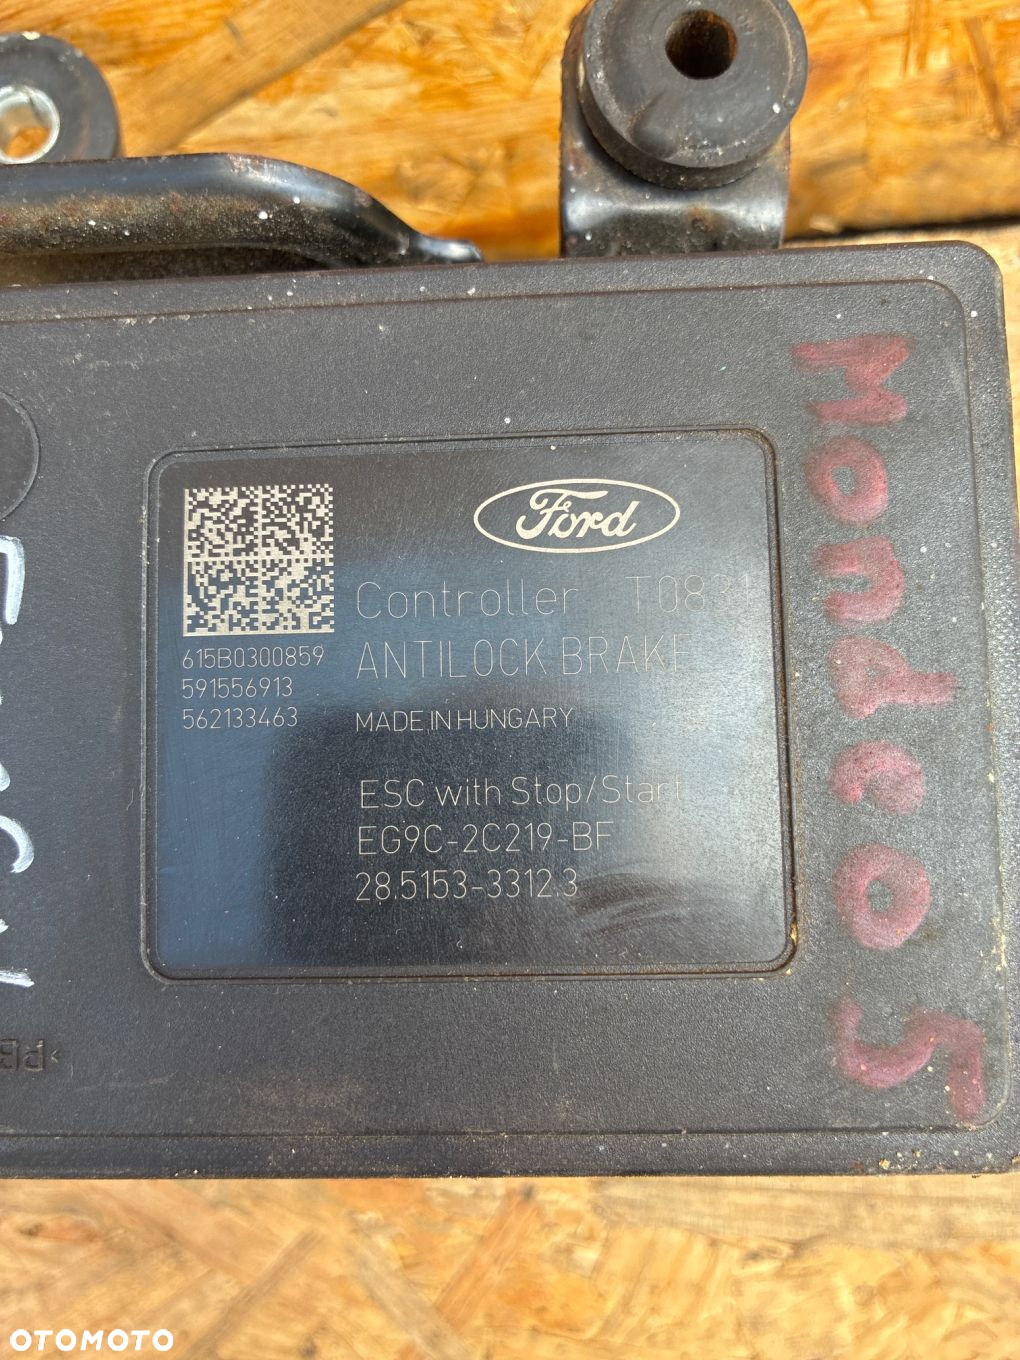 Ford
Controller T083
ANTILOCK BRAKE
615B0300859
591556913
562133463
MADE IN HUNGARY
ESC with Stop/Start
EG9C-2C219-BF
28.5153-3312.3
Mondeo 5
OTOMOTO